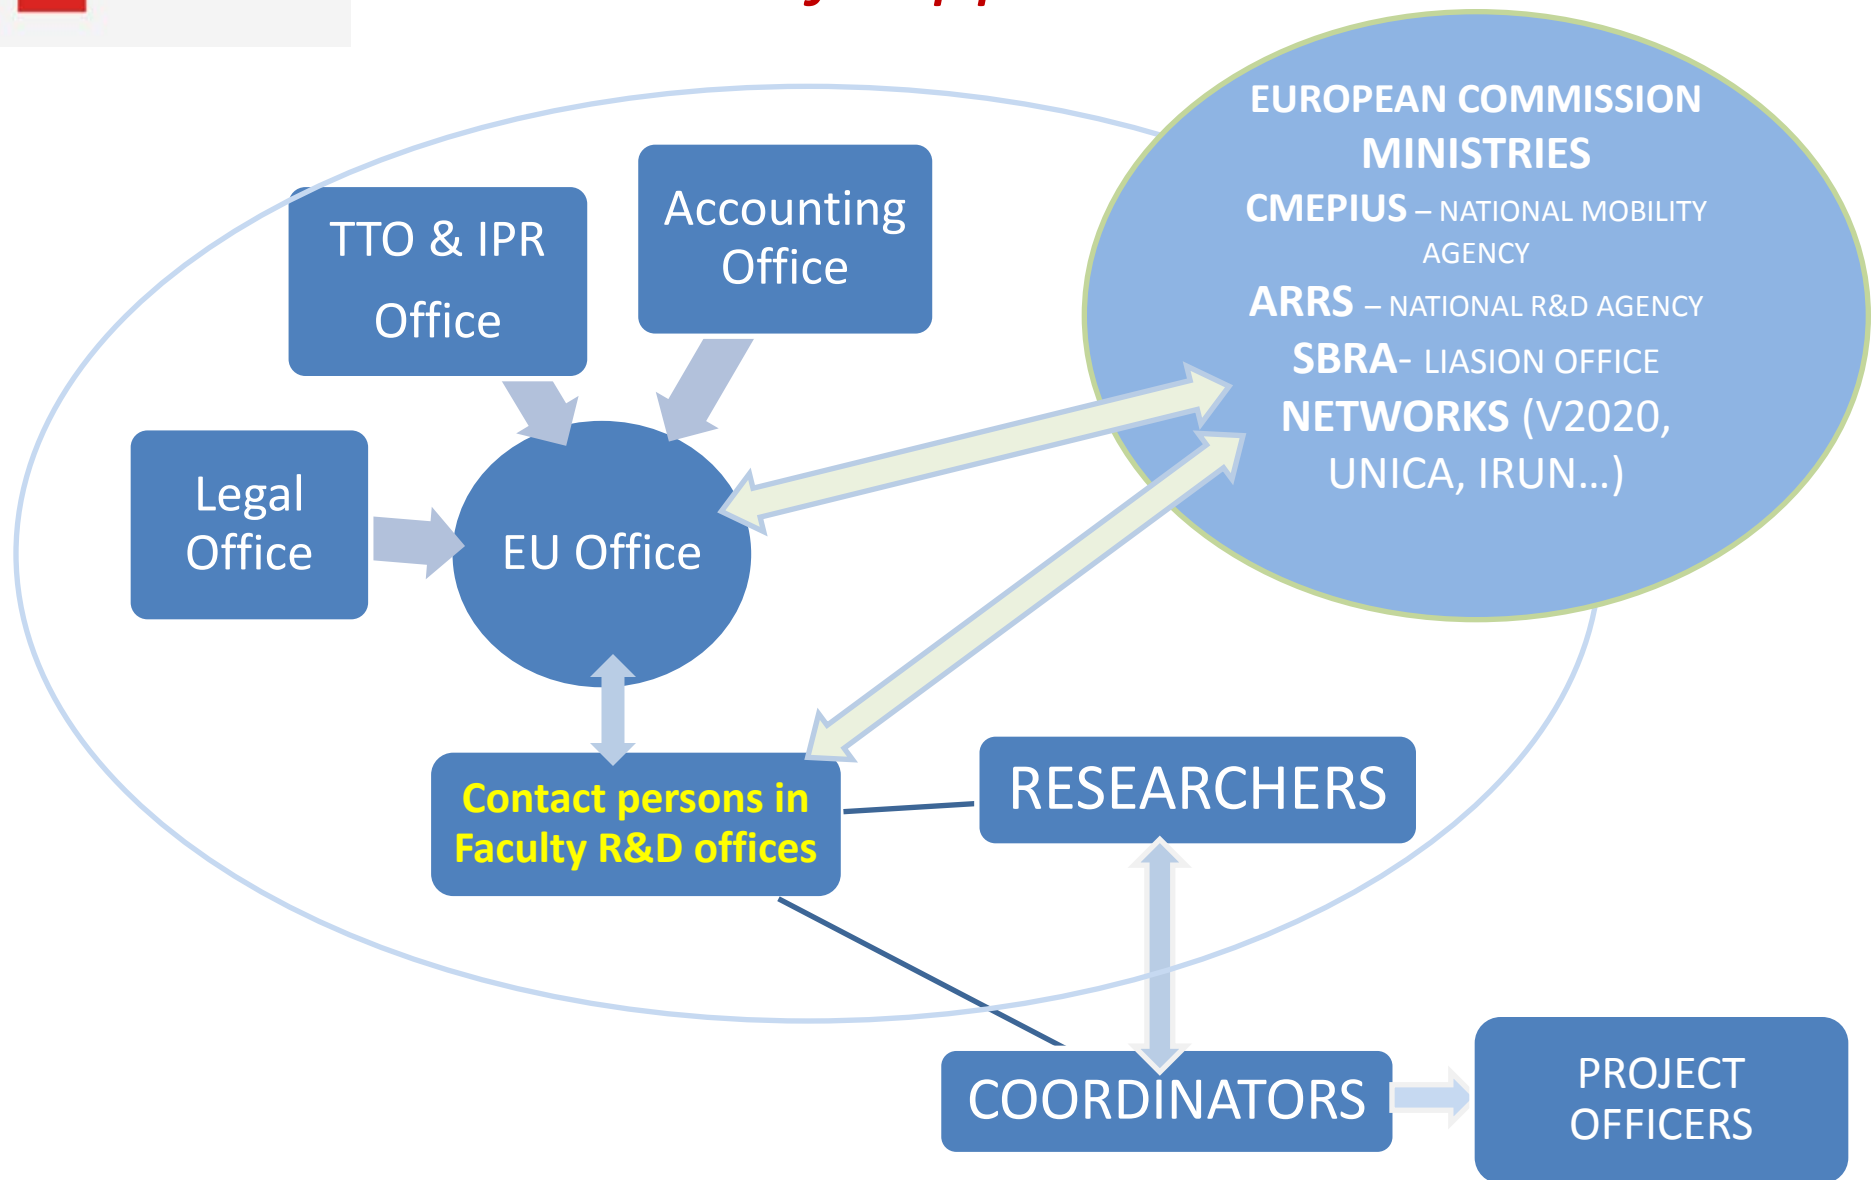 EUROPEAN COMMISSION
MINISTRIES
CMEPIUS – NATIONAL MOBILITY
AGENCY
ARRS – NATIONAL R&D AGENCY
SBRA- LIASION OFFICE
NETWORKS (V2020,
UNICA, IRUN...)
TTO & IPR
Office
Accounting
Office
Legal
Office
EU Office
Contact persons in
Faculty R&D offices
RESEARCHERS
COORDINATORS
PROJECT
OFFICERS